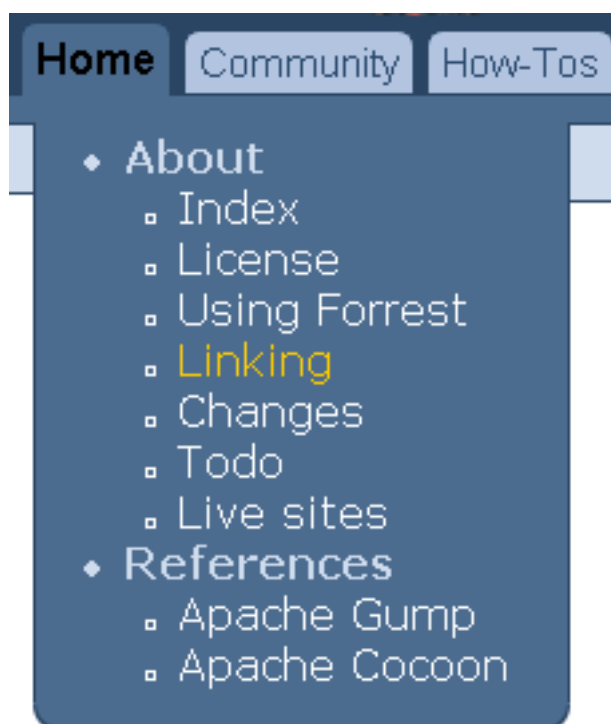 Home Community How-Tos
About
Index
License
Using Forrest
Linking
Changes
Todo
Live sites
References
Apache Gump
Apache Cocoon